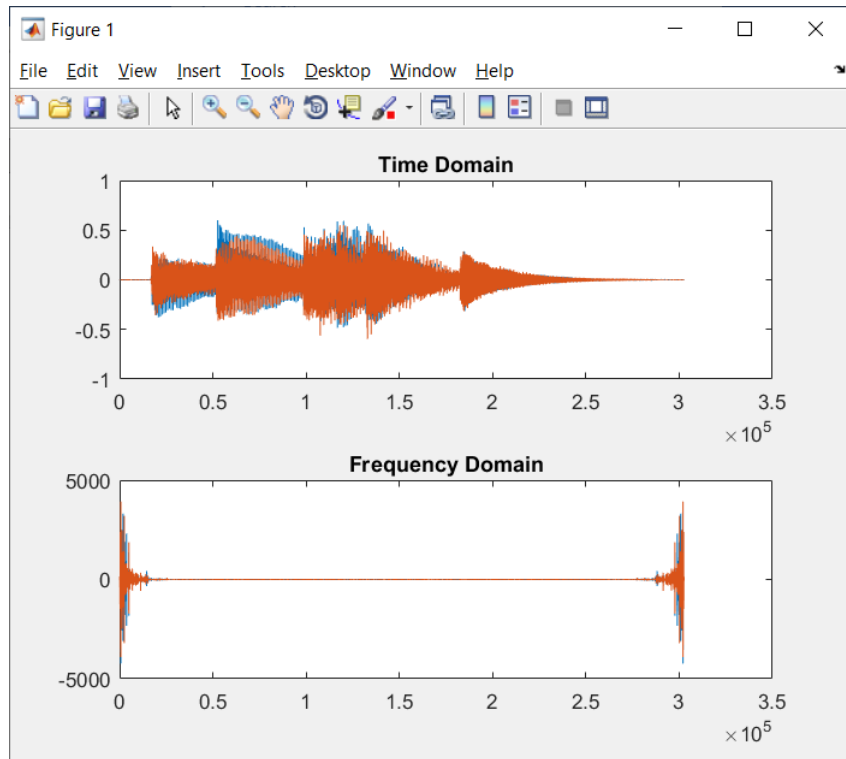 Figure 1
File Edit View Insert Tools Desktop Window Help
Time Domain
1
0.5
0
-0.5
-1
0 0.5 1 1.5 2 2.5 3 3.5
×10^5
Frequency Domain
5000
0
-5000
0 0.5 1 1.5 2 2.5 3 3.5
×10^5